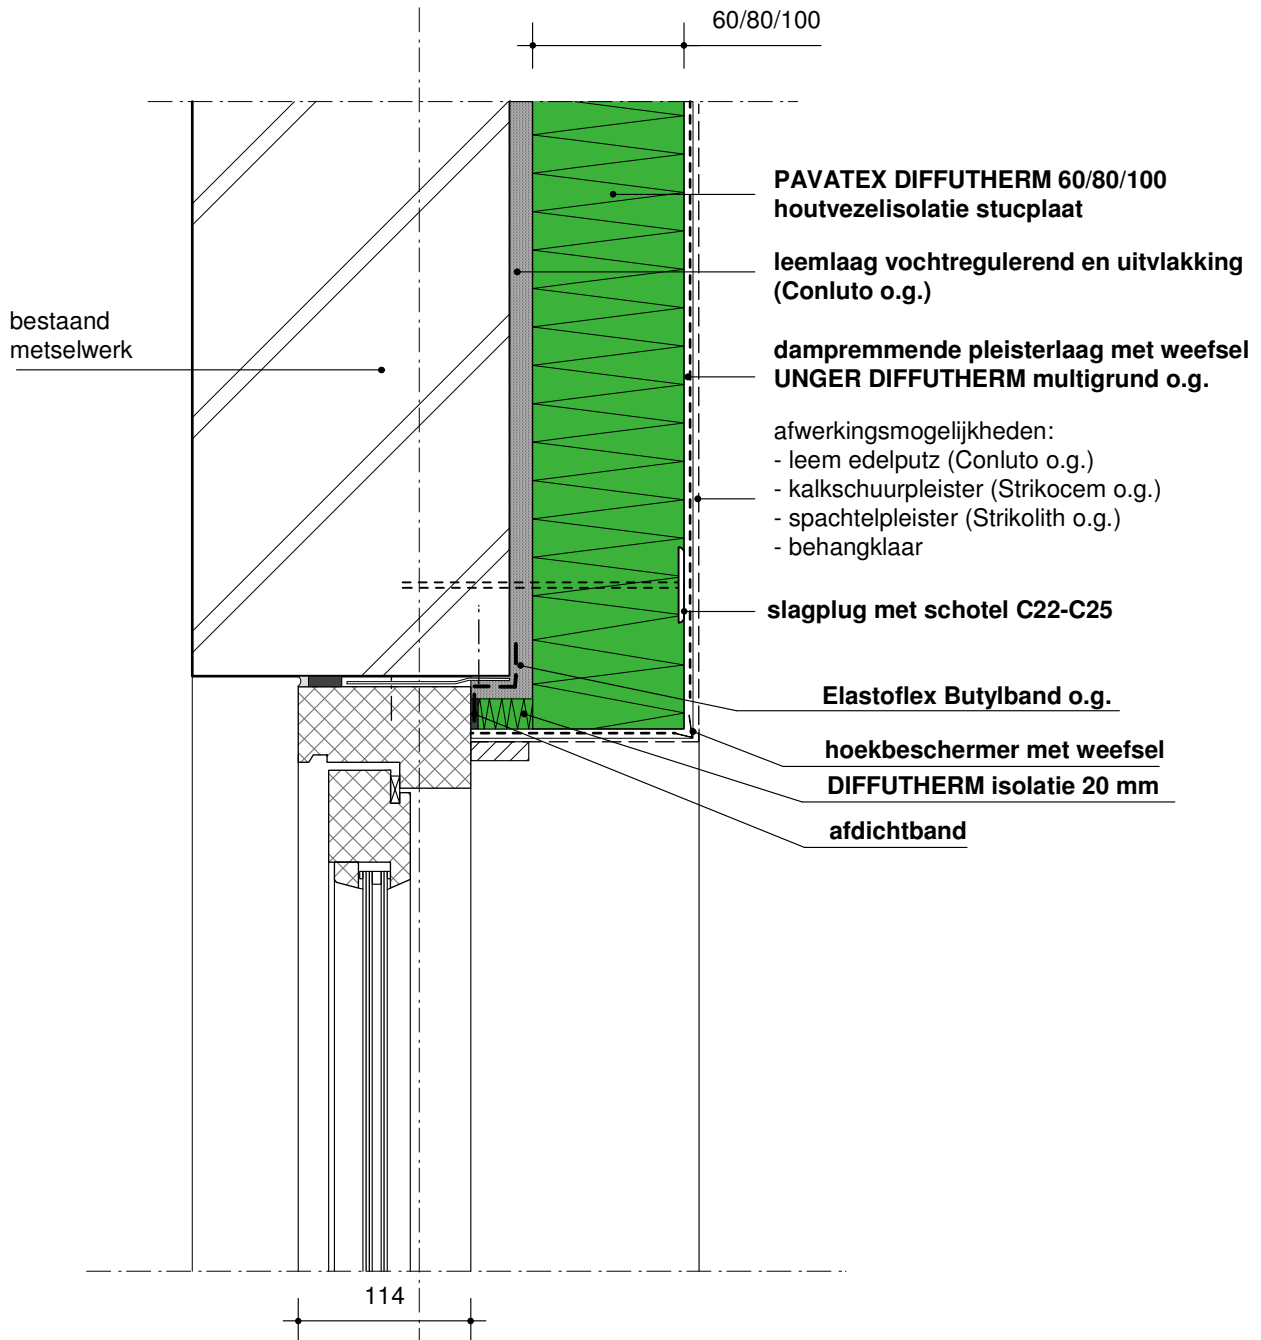 60/80/100
PAVATEX DIFFUTHERM 60/80/100
houtvezelisolatie stucplaat
leemlaag vochtregulerend en uitvlakking
(Conluto o.g.)
bestaand
metselwerk
dampremmende pleisterlaag met weefsel
UNGER DIFFUTHERM multigrund o.g.
afwerkingsmogelijkheden:
- leem edelputz (Conluto o.g.)
- kalkschuurpleister (Strikocem o.g.)
- spachtelpleister (Strikolith o.g.)
- behangklaar
slagplug met schotel C22-C25
Elastoflex Butylband o.g.
hoekbeschermer met weefsel
DIFFUTHERM isolatie 20 mm
afdichtband
114